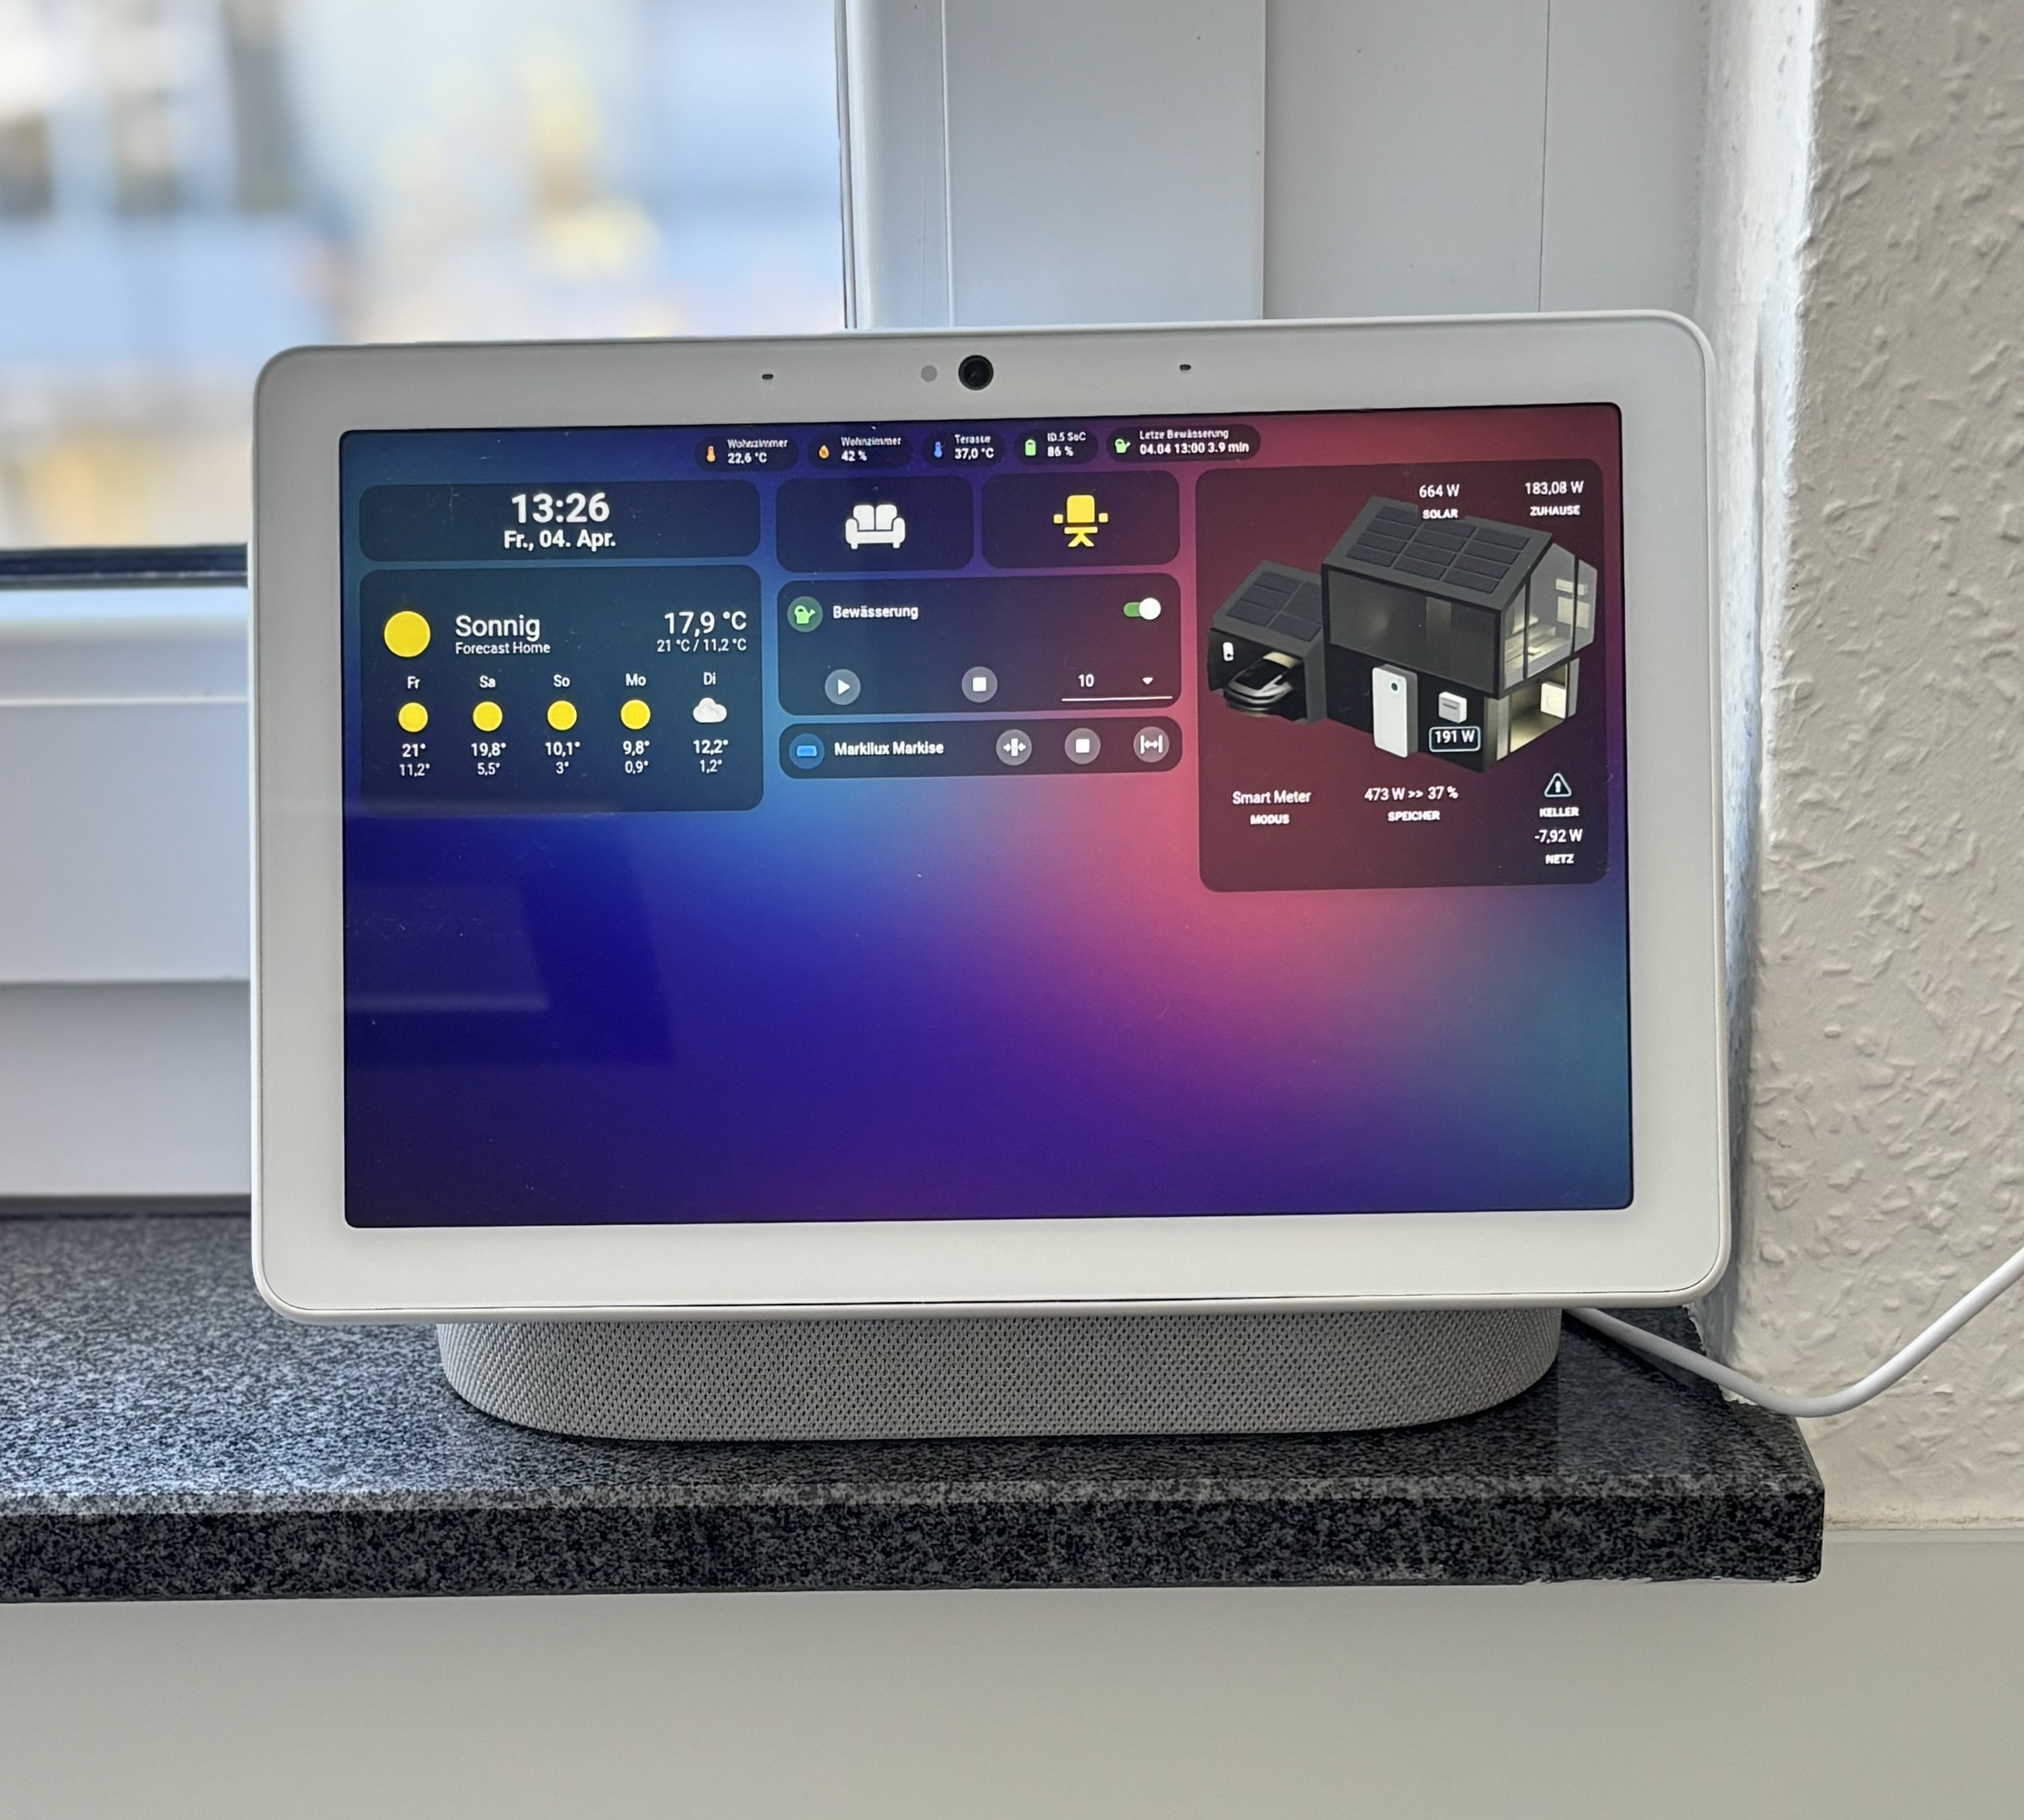 Wohnzimmer
22,6 °C
Wohnzimmer
42 %
Terasse
37,0 °C
ID.5 SoC
86 %
Letze Bewässerung
04.04 13:00 3.9 min
13:26
Fr., 04. Apr.
Sonnig
Forecast Home
17,9 °C
21 °C / 11,2 °C
Fr Sa So Mo Di
21° 19,8° 10,1° 9,8° 12,2°
11,2° 5,5° 3° 0,9° 1,2°
Bewässerung
10
Markilux Markise
664 W
SOLAR
183,08 W
ZUHAUSE
191 W
Smart Meter
MODUS
473 W >> 37 %
SPEICHER
KELLER
-7,92 W
NETZ